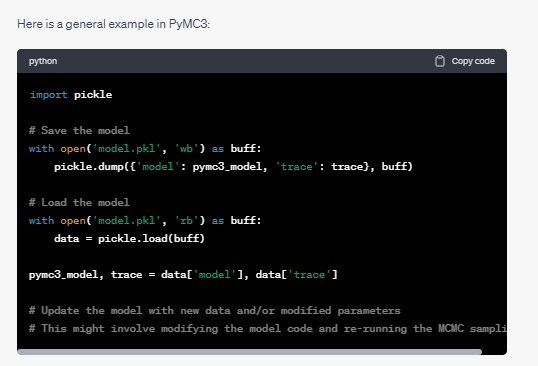 Here is a general example in PyMC3:
python
Copy code
import pickle
# Save the model
with open('model.pkl', 'wb') as buff:
    pickle.dump({'model': pymc3_model, 'trace': trace}, buff)
# Load the model
with open('model.pkl', 'rb') as buff:
    data = pickle.load(buff)
pymc3_model, trace = data['model'], data['trace']
# Update the model with new data and/or modified parameters
# This might involve modifying the model code and re-running the MCMC sampli